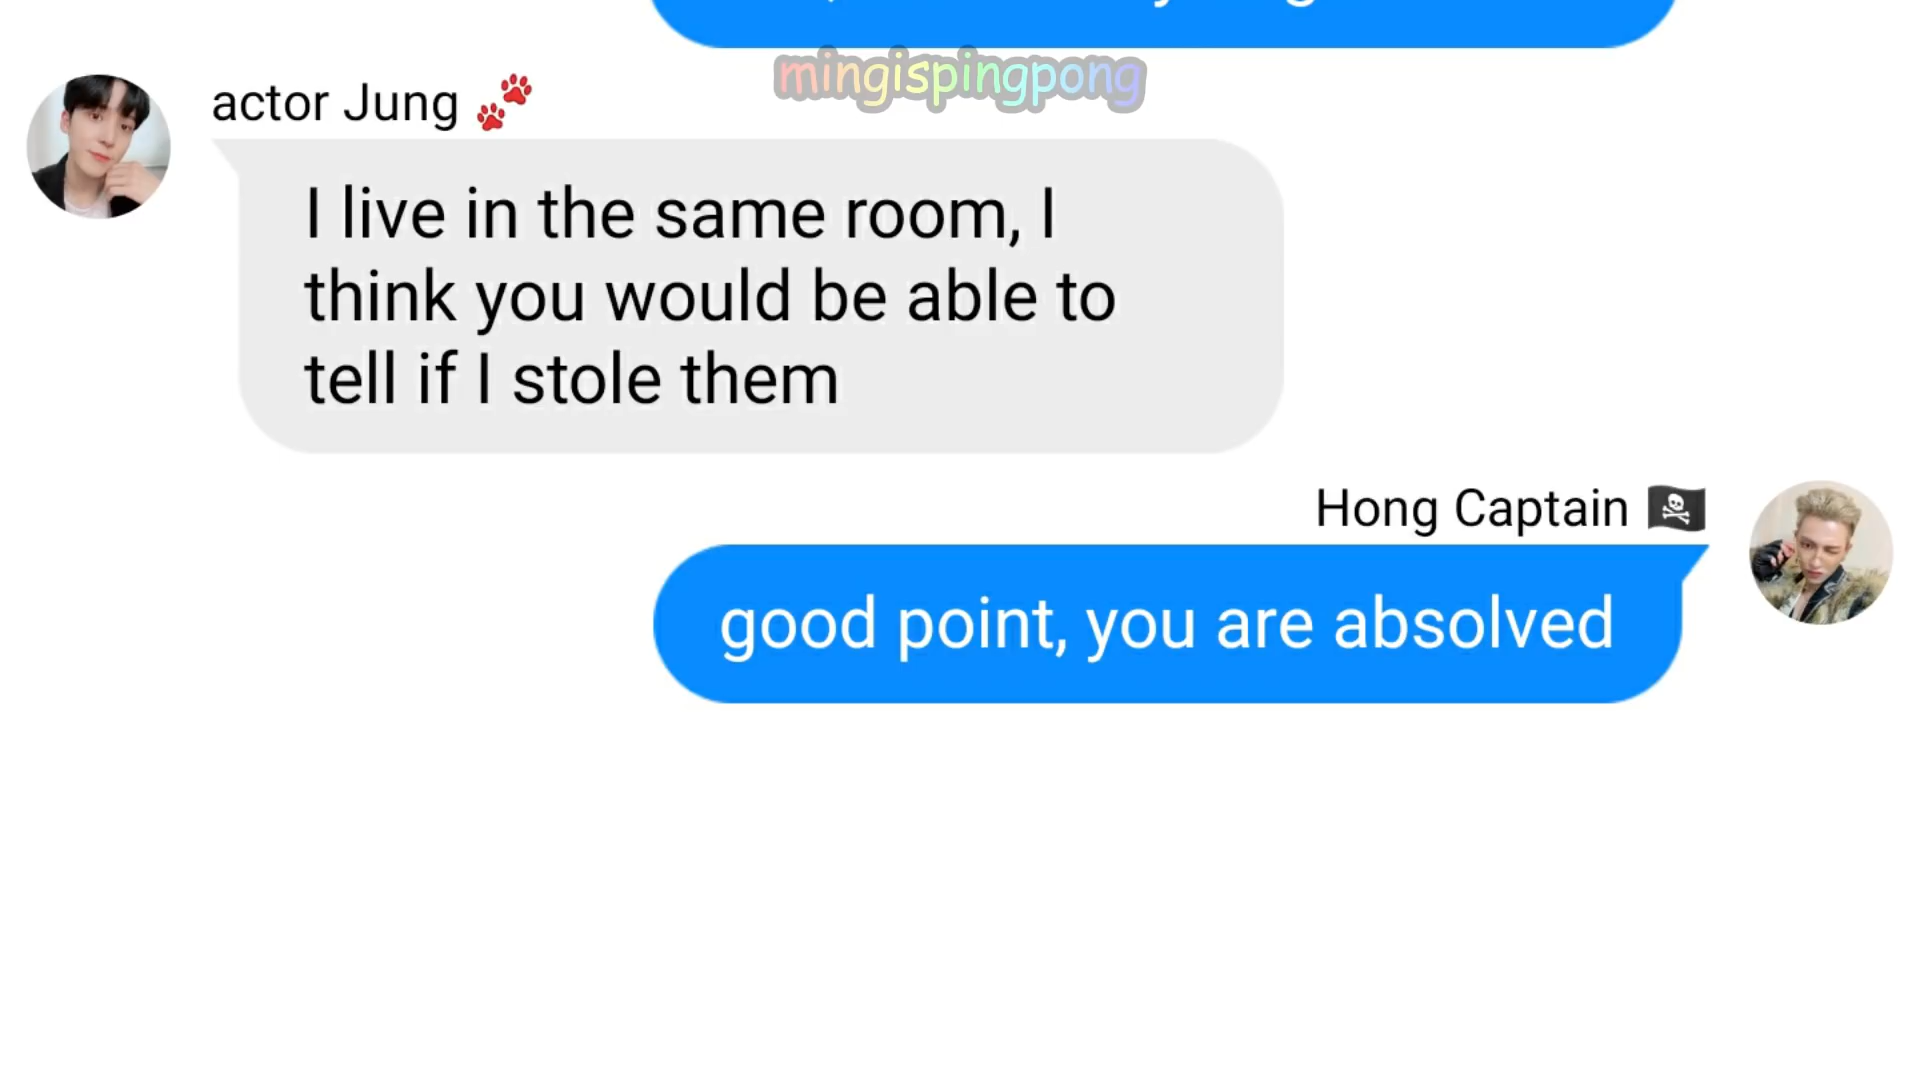 mingispingpong
actor Jung 🐾
I live in the same room, I
think you would be able to
tell if I stole them
Hong Captain 🏴‍☠️
good point, you are absolved